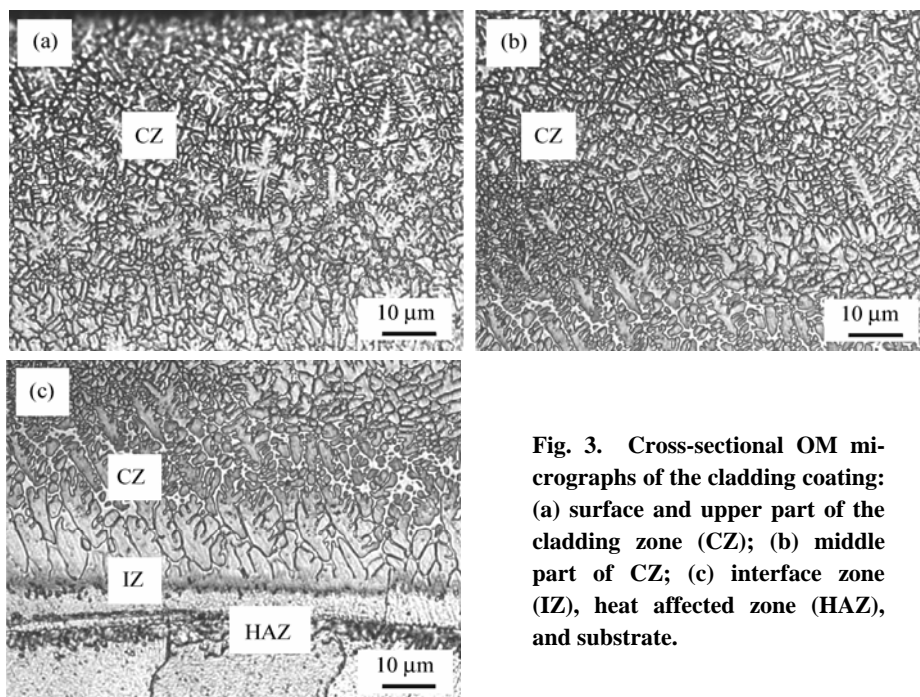 (a)
CZ
10 μm
(b)
CZ
10 μm
(c)
CZ
IZ
HAZ
10 μm
Fig. 3. Cross-sectional OM mi-
crographs of the cladding coating:
(a) surface and upper part of the
cladding zone (CZ); (b) middle
part of CZ; (c) interface zone
(IZ), heat affected zone (HAZ),
and substrate.